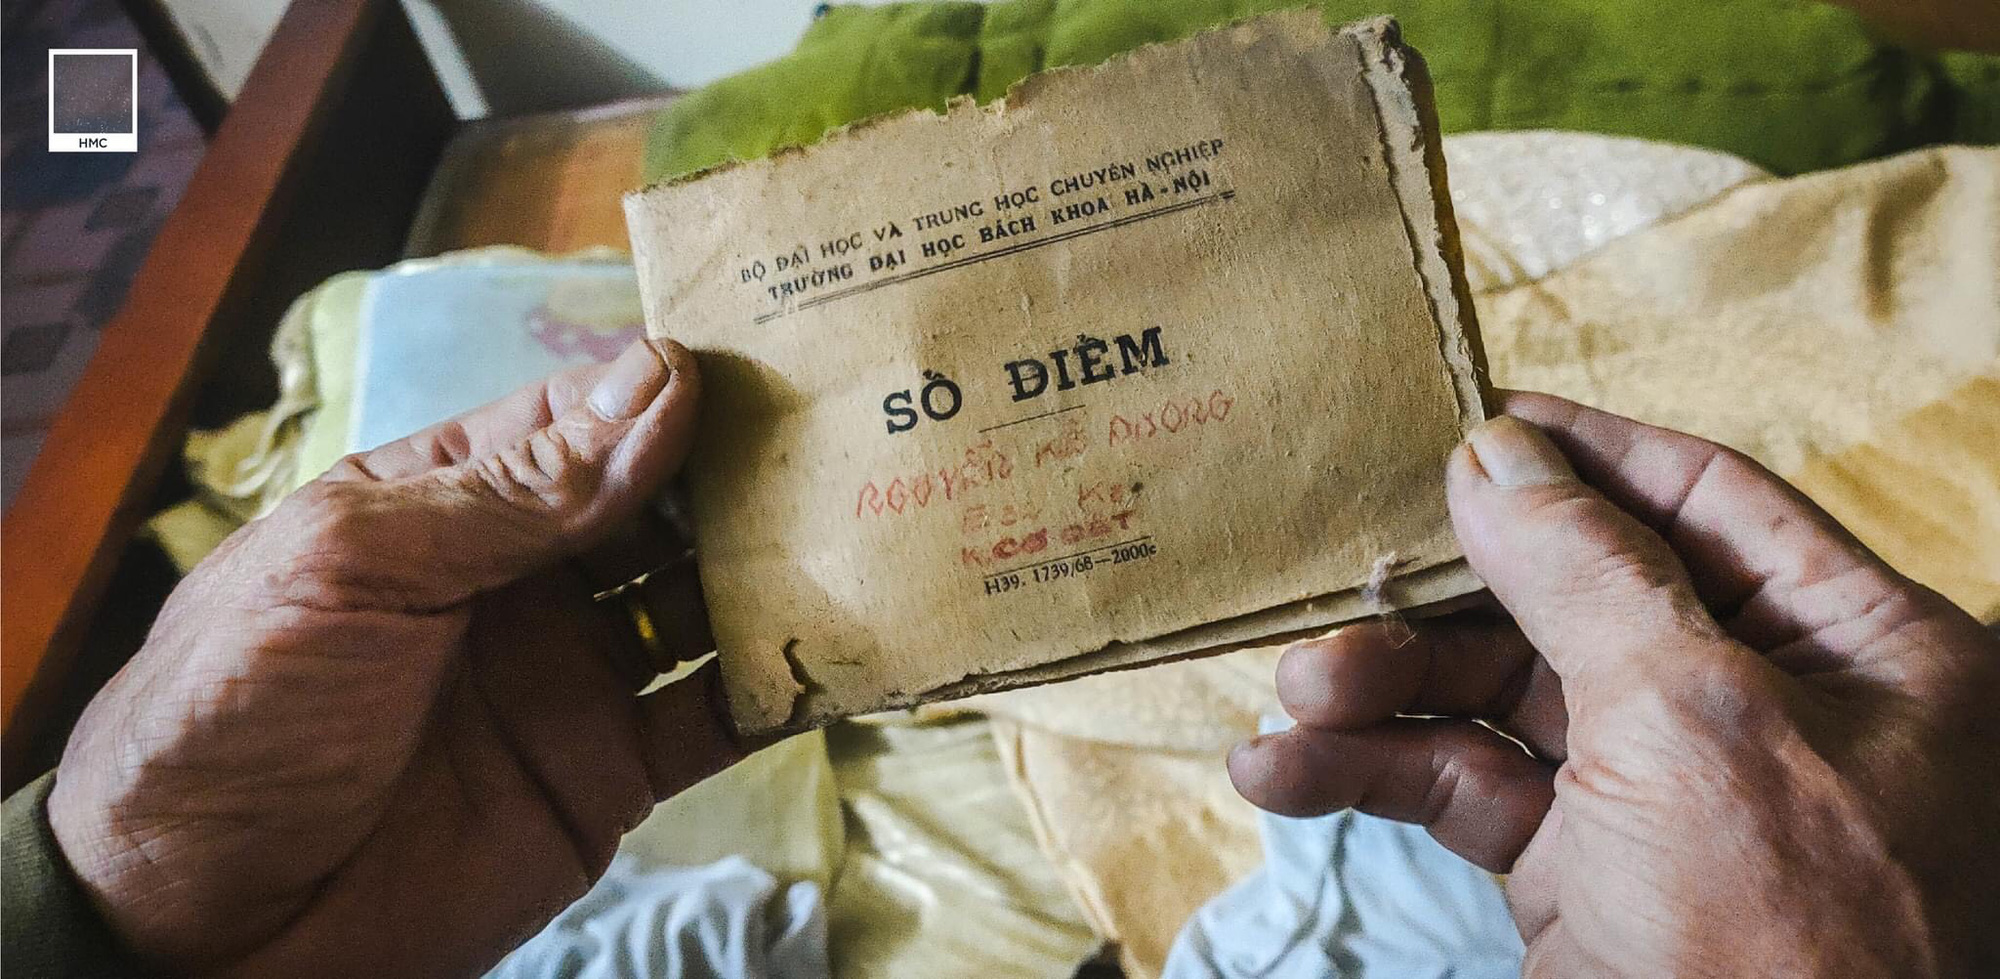 HMC
BỘ ĐẠI HỌC VÀ TRUNG HỌC CHUYÊN NGHIỆP
TRƯỜNG ĐẠI HỌC BÁCH KHOA HÀ-NỘI
SỔ ĐIỂM
NGUYỄN
H39. 1739/68—2000c